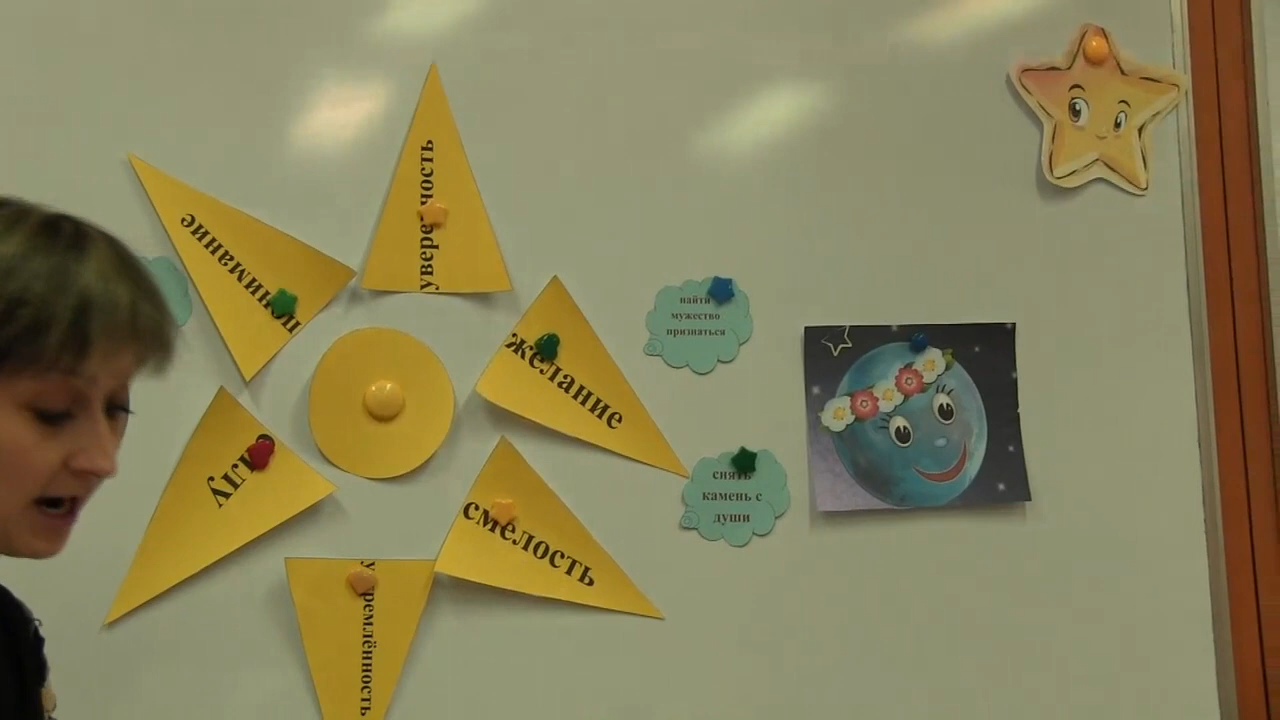 уверенность
понимание
желание
найти
мужество
признаться
силу
снять
камень с
души
смелость
устремлённость